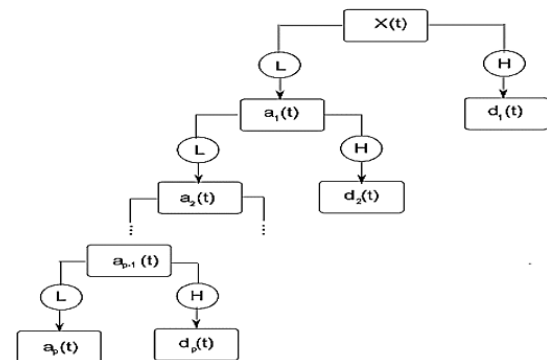 X(t)
L
H
a₁(t)
d₁(t)
L
H
a₂(t)
d₂(t)
aₚ₋₁ (t)
L
H
aₚ(t)
dₚ(t)